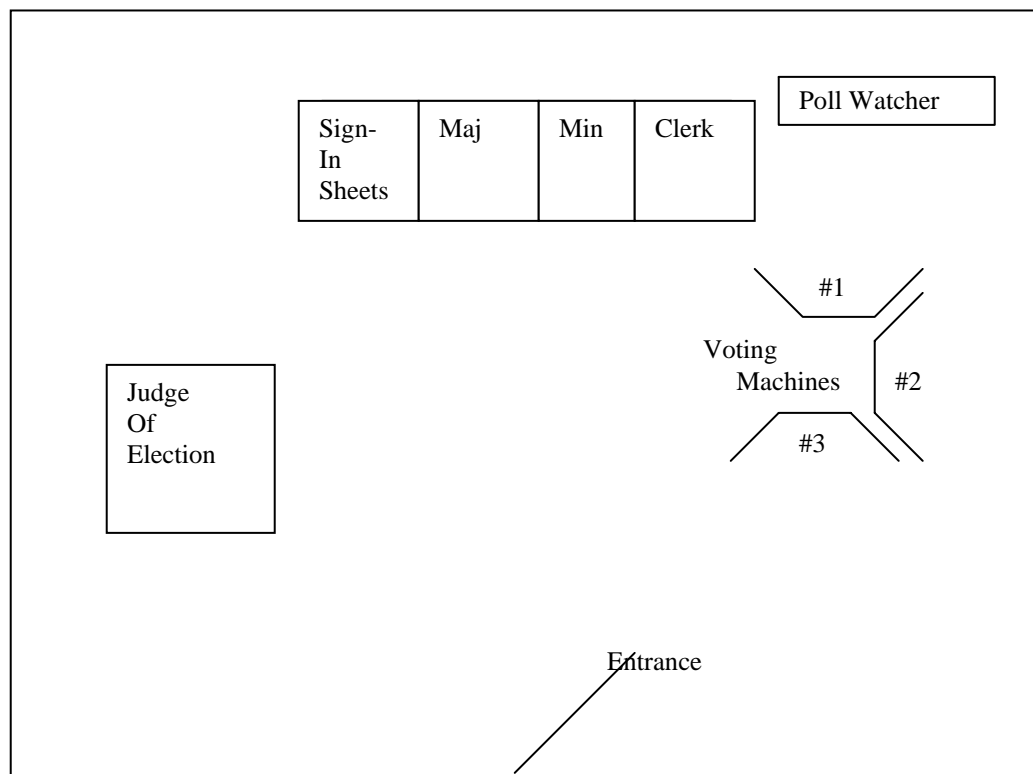 Poll Watcher
Sign-
In
Sheets
Maj
Min
Clerk
#1
Voting
Machines
#2
#3
Judge
Of
Election
Entrance